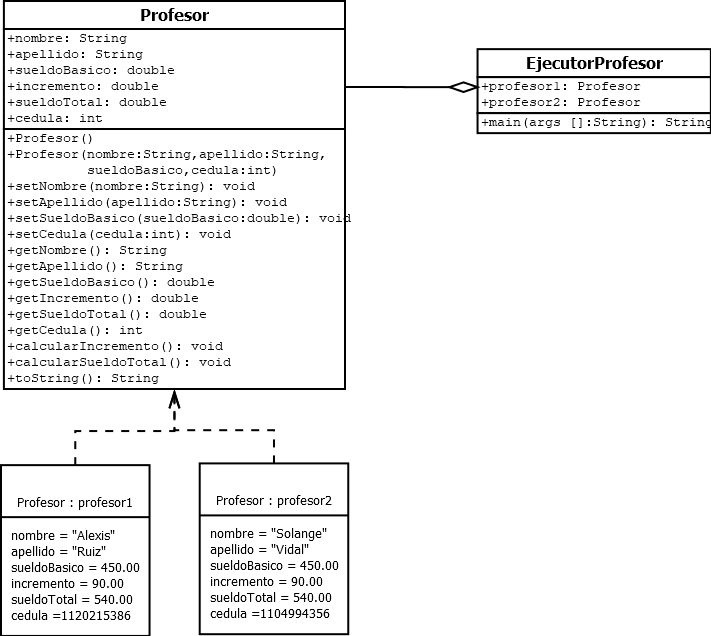 Profesor
+nombre: String
+apellido: String
+sueldoBasico: double
+incremento: double
+sueldoTotal: double
+cedula: int
+Profesor()
+Profesor(nombre:String,apellido:String,
sueldoBasico,cedula:int)
+setNombre(nombre:String): void
+setApellido(apellido:String): void
+setSueldoBasico(sueldoBasico:double): void
+setCedula(cedula:int): void
+getNombre(): String
+getApellido(): String
+getSueldoBasico(): double
+getIncremento(): double
+getSueldoTotal(): double
+getCedula(): int
+calcularIncremento(): void
+calcularSueldoTotal(): void
+toString(): String
EjecutorProfesor
+profesor1: Profesor
+profesor2: Profesor
+main(args []:String): String
Profesor : profesor1
nombre = "Alexis"
apellido = "Ruiz"
sueldoBasico = 450.00
incremento = 90.00
sueldoTotal = 540.00
cedula =1120215386
Profesor : profesor2
nombre = "Solange"
apellido = "Vidal"
sueldoBasico = 450.00
incremento = 90.00
sueldoTotal = 540.00
cedula =1104994356